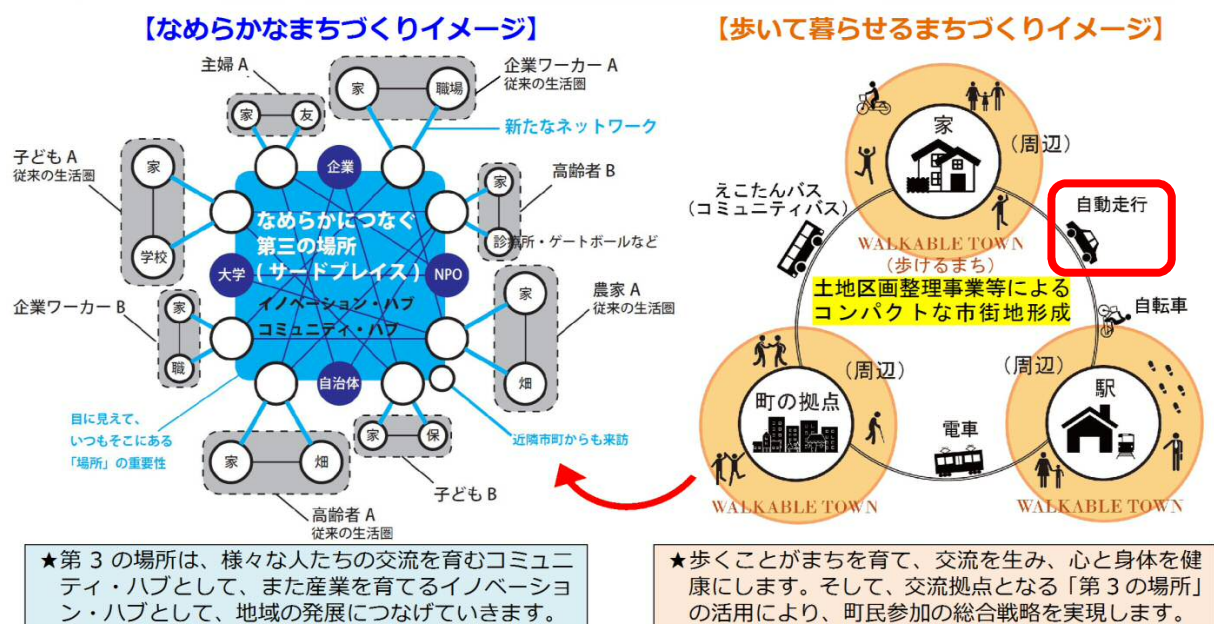 【なめらかなまちづくりイメージ】
主婦 A
家
友
企業ワーカー A
従来の生活圏
家
職場
新たなネットワーク
子ども A
従来の生活圏
家
学校
企業
高齢者 B
家
診療所・ゲートボールなど
なめらかにつなぐ
第三の場所
( サードプレイス )
大学
NPO
イノベーション・ハブ
コミュニティ・ハブ
農家 A
従来の生活圏
家
畑
企業ワーカー B
家
職
自治体
目に見えて、
いつもそこにある
「場所」の重要性
近隣市町からも来訪
家
畑
高齢者 A
従来の生活圏
家
保
子ども B
★第 3 の場所は、様々な人たちの交流を育むコミュニ
ティ・ハブとして、また産業を育てるイノベーショ
ン・ハブとして、地域の発展につなげていきます。
【歩いて暮らせるまちづくりイメージ】
家
(周辺)
えこたんバス
(コミュニティバス)
自動走行
WALKABLE TOWN
(歩けるまち)
土地区画整理事業等による
コンパクトな市街地形成
自転車
(周辺)
町の拠点
WALKABLE TOWN
電車
(周辺)
駅
WALKABLE TOWN
★歩くことがまちを育て、交流を生み、心と身体を健
康にします。そして、交流拠点となる「第 3 の場所」
の活用により、町民参加の総合戦略を実現します。